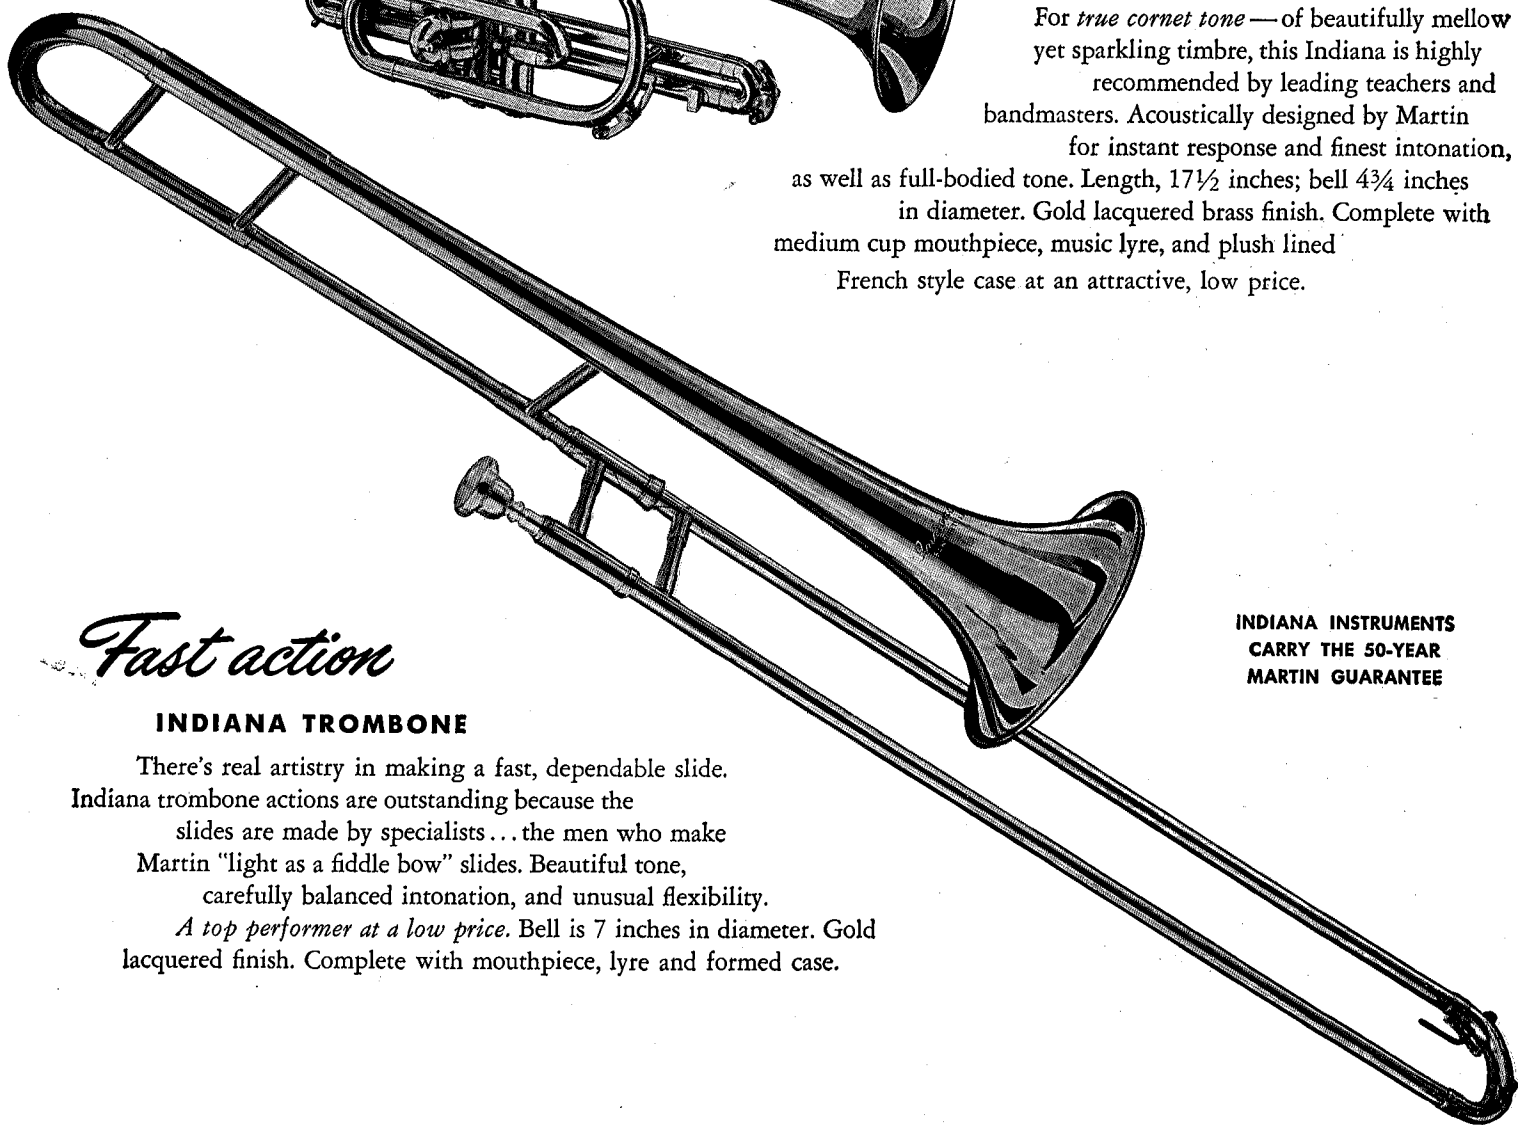 For true cornet tone — of beautifully mellow
yet sparkling timbre, this Indiana is highly
recommended by leading teachers and
bandmasters. Acoustically designed by Martin
for instant response and finest intonation,
as well as full-bodied tone. Length, 17½ inches; bell 4¾ inches
in diameter. Gold lacquered brass finish. Complete with
medium cup mouthpiece, music lyre, and plush lined
French style case at an attractive, low price.
INDIANA INSTRUMENTS
CARRY THE 50-YEAR
MARTIN GUARANTEE
Fast action
INDIANA TROMBONE
There's real artistry in making a fast, dependable slide.
Indiana trombone actions are outstanding because the
slides are made by specialists . . . the men who make
Martin "light as a fiddle bow" slides. Beautiful tone,
carefully balanced intonation, and unusual flexibility.
A top performer at a low price. Bell is 7 inches in diameter. Gold
lacquered finish. Complete with mouthpiece, lyre and formed case.